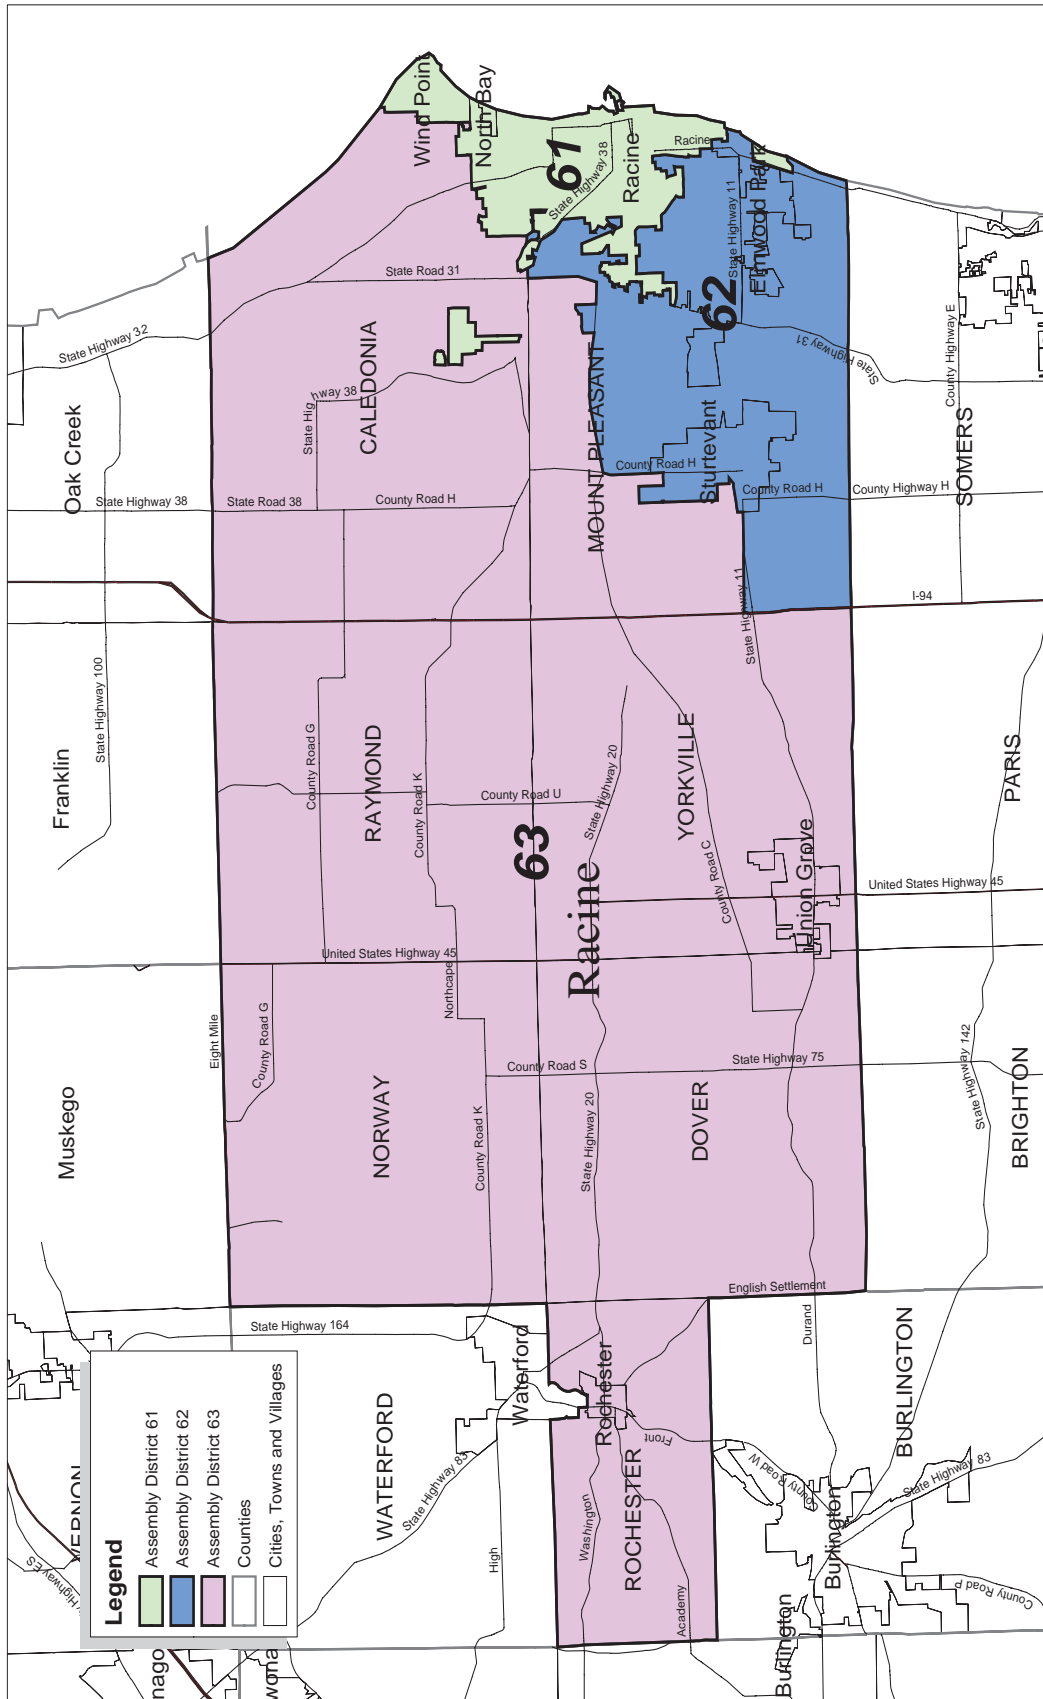 Wind Point
North Bay
61
State Highway 38
Racine
Racine
State Highway 11
Elmwood Park
62
State Road 31
State Highway 32
CALEDONIA
State Hig
hway 38
MOUNT PLEASANT
Sturtevant
State Highway 31
County Highway E
SOMERS
Oak Creek
State Highway 38
State Road 38
County Road H
County Road H
County Road H
County Highway H
I-94
State Highway 11
State Highway 100
Franklin
County Road G
RAYMOND
County Road K
County Road U
State Highway 20
YORKVILLE
PARIS
63
Racine
County Road C
Union Grove
United States Highway 45
United States Highway 45
Northcape
Eight Mile
County Road G
County Road S
State Highway 75
State Highway 142
Muskego
NORWAY
County Road K
State Highway 20
DOVER
BRIGHTON
English Settlement
Durand
State Highway 164
Waterford
Rochester
BURLINGTON
WATERFORD
State Highway 83
Front
County Road W
State Highway 83
High
Washington
ROCHESTER
Academy
Burlington
Burlington
County Road P
VERNON
y Highway ES
nago
wona
Legend
Assembly District 61
Assembly District 62
Assembly District 63
Counties
Cities, Towns and Villages